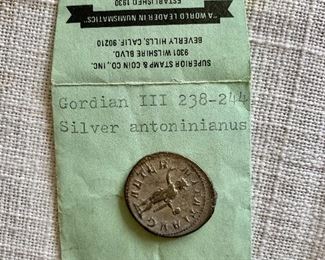 SUPERIOR STAMP & COIN CO., INC.
9301 WILSHIRE BLVD.
BEVERLY HILLS, CALIF. 90210
"A WORLD LEADER IN NUMISMATICS"
ESTABLISHED 1930
Gordian III 238-244
Silver antoninianus